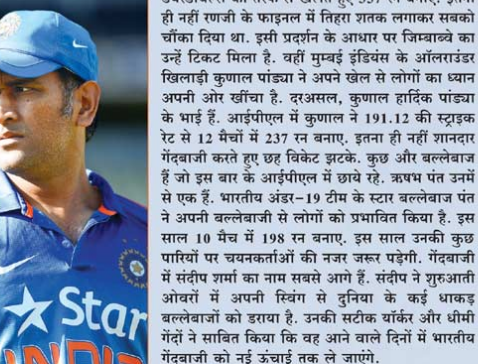 ही नहीं रणजी के फाइनल में तिहरा शतक लगाकर सबको
चौंका दिया था. इसी प्रदर्शन के आधार पर जिम्बाब्वे का
उन्हें टिकट मिला है. वहीं मुम्बई इंडियंस के ऑलराउंडर
खिलाड़ी कुणाल पांड्या ने अपने खेल से लोगों का ध्यान
अपनी ओर खींचा है. दरअसल, कुणाल हार्दिक पांड्या
के भाई हैं. आईपीएल में कुणाल ने 191.12 की स्ट्राइक
रेट से 12 मैचों में 237 रन बनाए. इतना ही नहीं शानदार
गेंदबाजी करते हुए छह विकेट झटके. कुछ और बल्लेबाज
हैं जो इस बार के आईपीएल में छाये रहे. ऋषभ पंत उनमें
से एक हैं. भारतीय अंडर-19 टीम के स्टार बल्लेबाज पंत
ने अपनी बल्लेबाजी से लोगों को प्रभावित किया है. इस
साल 10 मैच में 198 रन बनाए. इस साल उनकी कुछ
पारियों पर चयनकर्ताओं की नजर जरूर पड़ेगी. गेंदबाजी
में संदीप शर्मा का नाम सबसे आगे हैं. संदीप ने शुरुआती
ओवरों में अपनी स्विंग से दुनिया के कई धाकड़
बल्लेबाजों को डराया है. उनकी सटीक यॉर्कर और धीमी
गेंदों ने साबित किया कि वह आने वाले दिनों में भारतीय
गेंदबाजी को नई ऊंचाई तक ले जाएंगे.
Star
INDIA